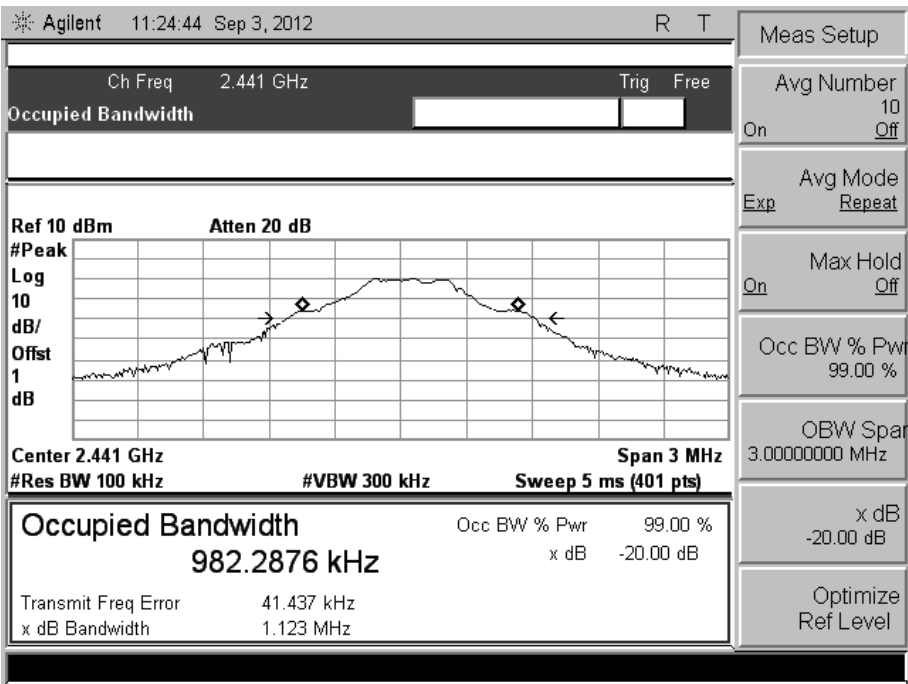 Agilent 11:24:44 Sep 3, 2012 R T
Ch Freq 2.441 GHz Trig Free
Occupied Bandwidth
Ref 10 dBm Atten 20 dB
#Peak
Log
10
dB/
Offst
1
dB
Center 2.441 GHz Span 3 MHz
#Res BW 100 kHz #VBW 300 kHz Sweep 5 ms (401 pts)
Occupied Bandwidth
982.2876 kHz
Occ BW % Pwr 99.00 %
x dB -20.00 dB
Transmit Freq Error 41.437 kHz
x dB Bandwidth 1.123 MHz
Meas Setup
Avg Number
10
On Off
Avg Mode
Exp Repeat
Max Hold
On Off
Occ BW % Pwr
99.00 %
OBW Span
3.00000000 MHz
x dB
-20.00 dB
Optimize
Ref Level